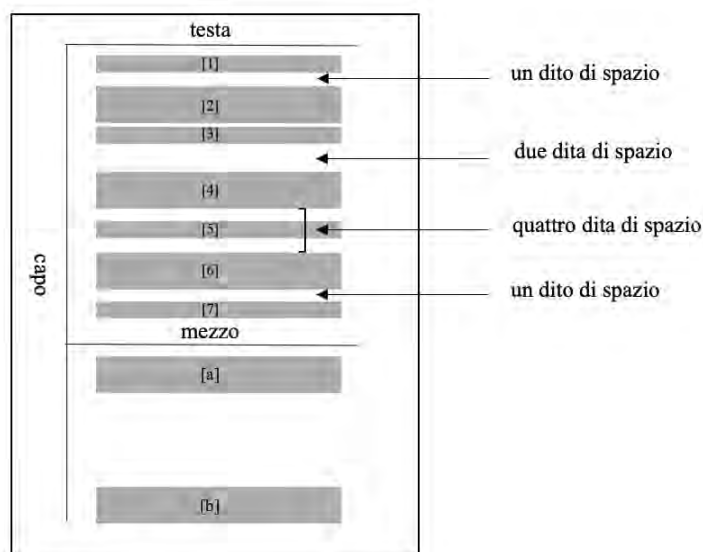 testa
[1]
un dito di spazio
[2]
[3]
due dita di spazio
[4]
[5]
quattro dita di spazio
[6]
un dito di spazio
[7]
capo
mezzo
[a]
[b]